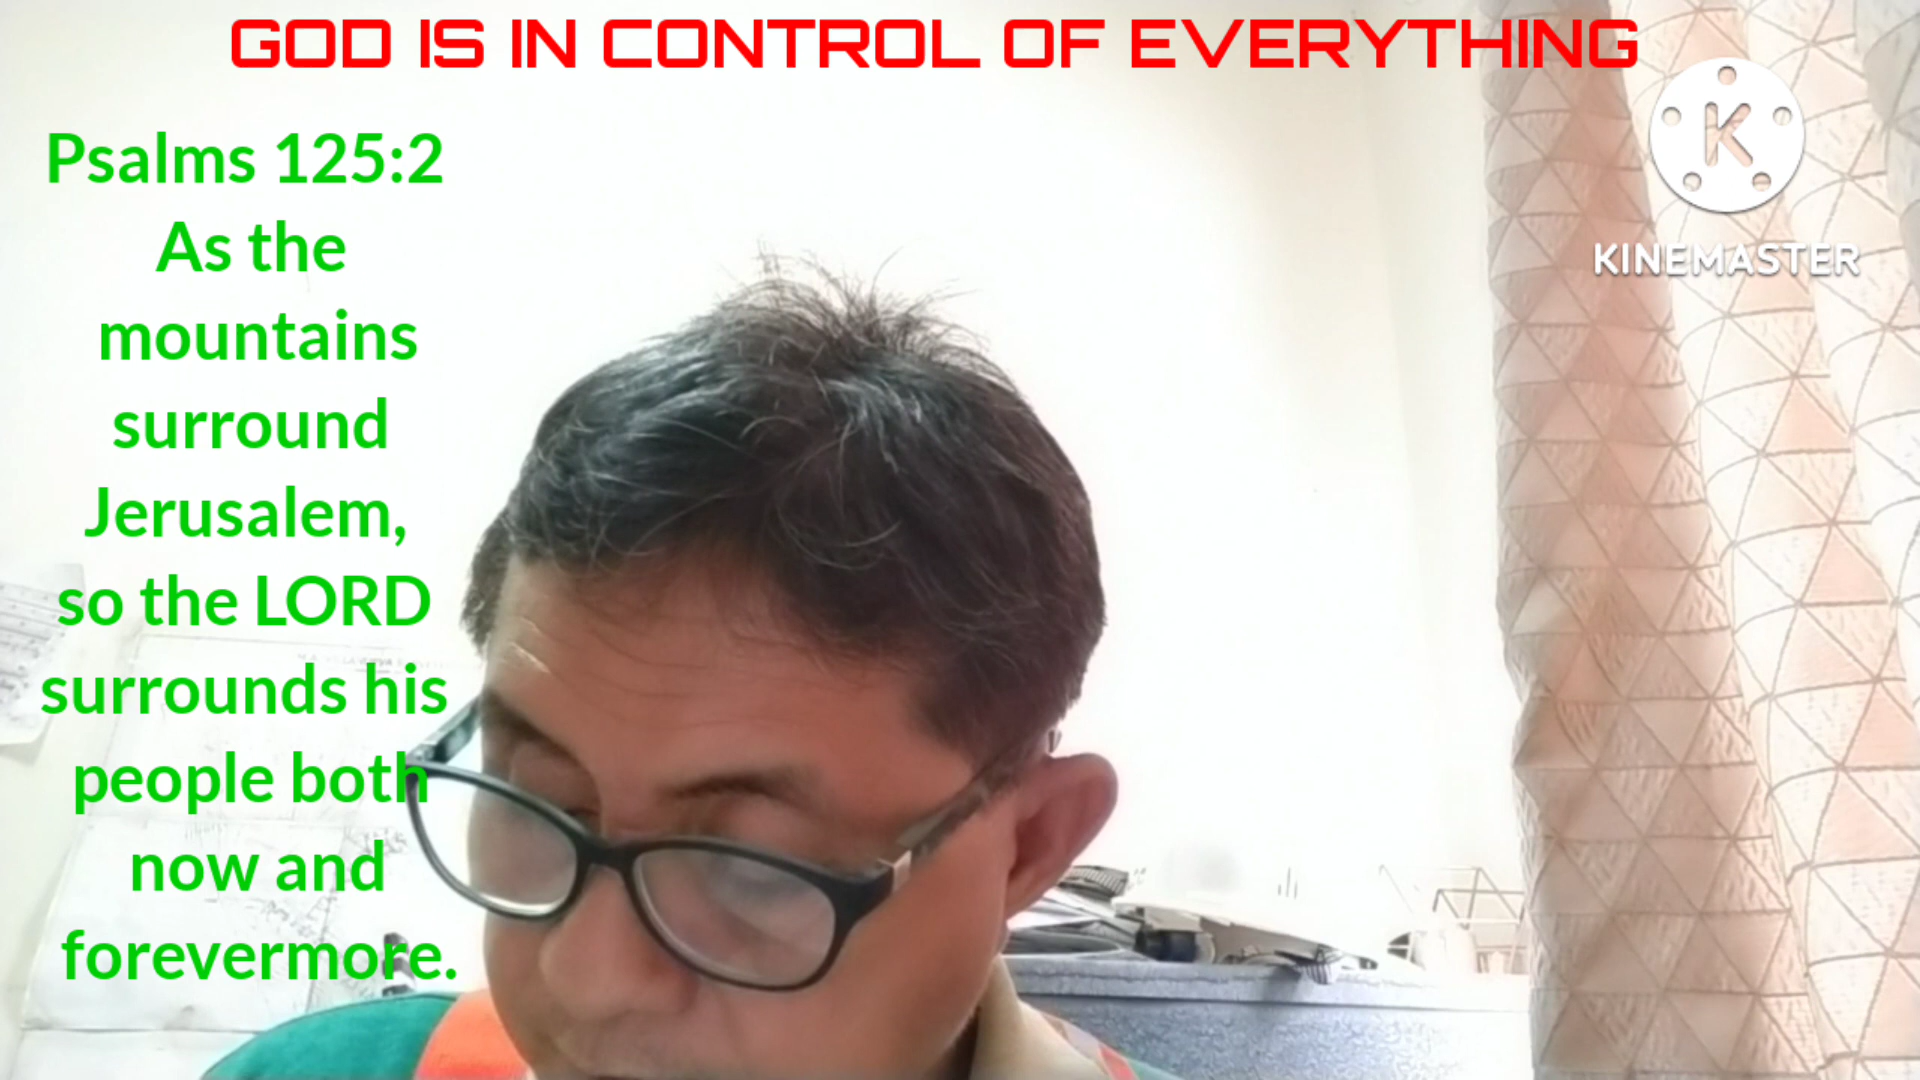 GOD IS IN CONTROL OF EVERYTHING
K
KINEMASTER
Psalms 125:2
As the
mountains
surround
Jerusalem,
so the LORD
surrounds his
people both
now and
forevermore.